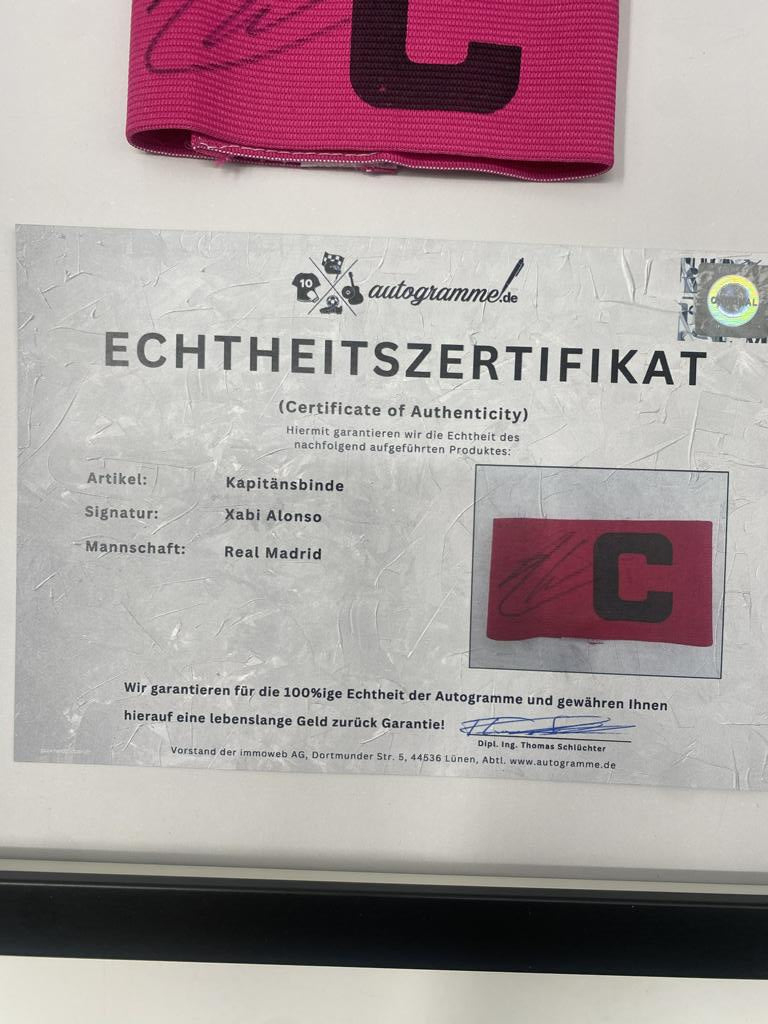 C
10
autogramme!.de
ORIGINAL
ECHTHEITSZERTIFIKAT
(Certificate of Authenticity)
Hiermit garantieren wir die Echtheit des
nachfolgend aufgeführten Produktes:
Artikel: Kapitänsbinde
Signatur: Xabi Alonso
Mannschaft: Real Madrid
C
Wir garantieren für die 100%ige Echtheit der Autogramme und gewähren Ihnen
hierauf eine lebenslange Geld zurück Garantie!
Dipl. Ing. Thomas Schlüchter
Vorstand der immoweb AG, Dortmunder Str. 5, 44536 Lünen, Abtl. www.autogramme.de